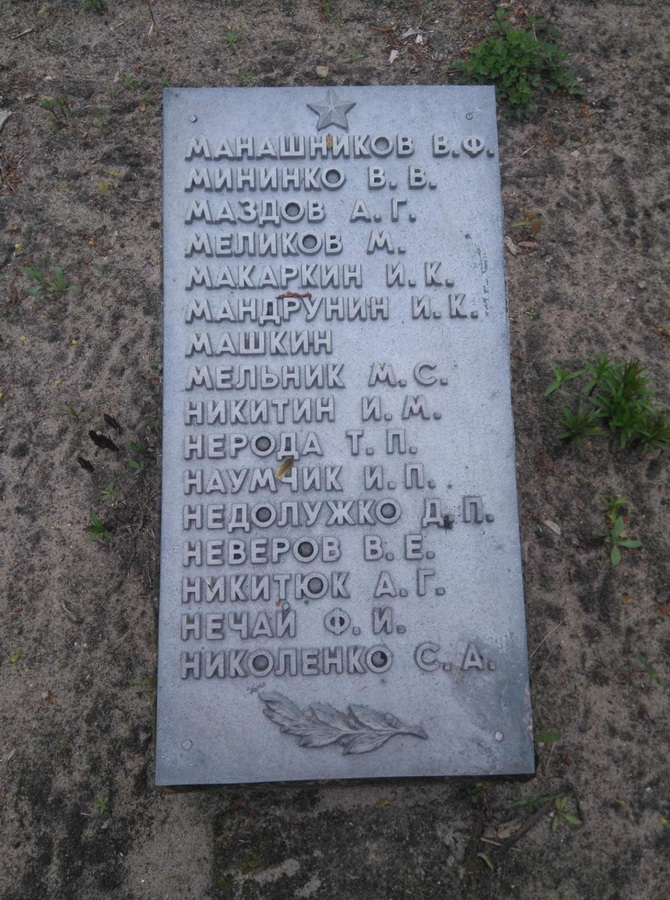 МАНАШНИКОВ В.Ф.
МИНИНКО В.В.
МАЗДОВ А.Г.
МЕЛИКОВ М.
МАКАРКИН И.К.
МАНДРУНИН И.К.
МАШКИН
МЕЛЬНИК М.С.
НИКИТИН И.М.
НЕРОДА Т.П.
НАУМЧИК И.П.
НЕДОЛУЖКО Д.П.
НЕВЕРОВ В.Е.
НИКИТЮК А.Г.
НЕЧАЙ Ф.И.
НИКОЛЕНКО С.А.